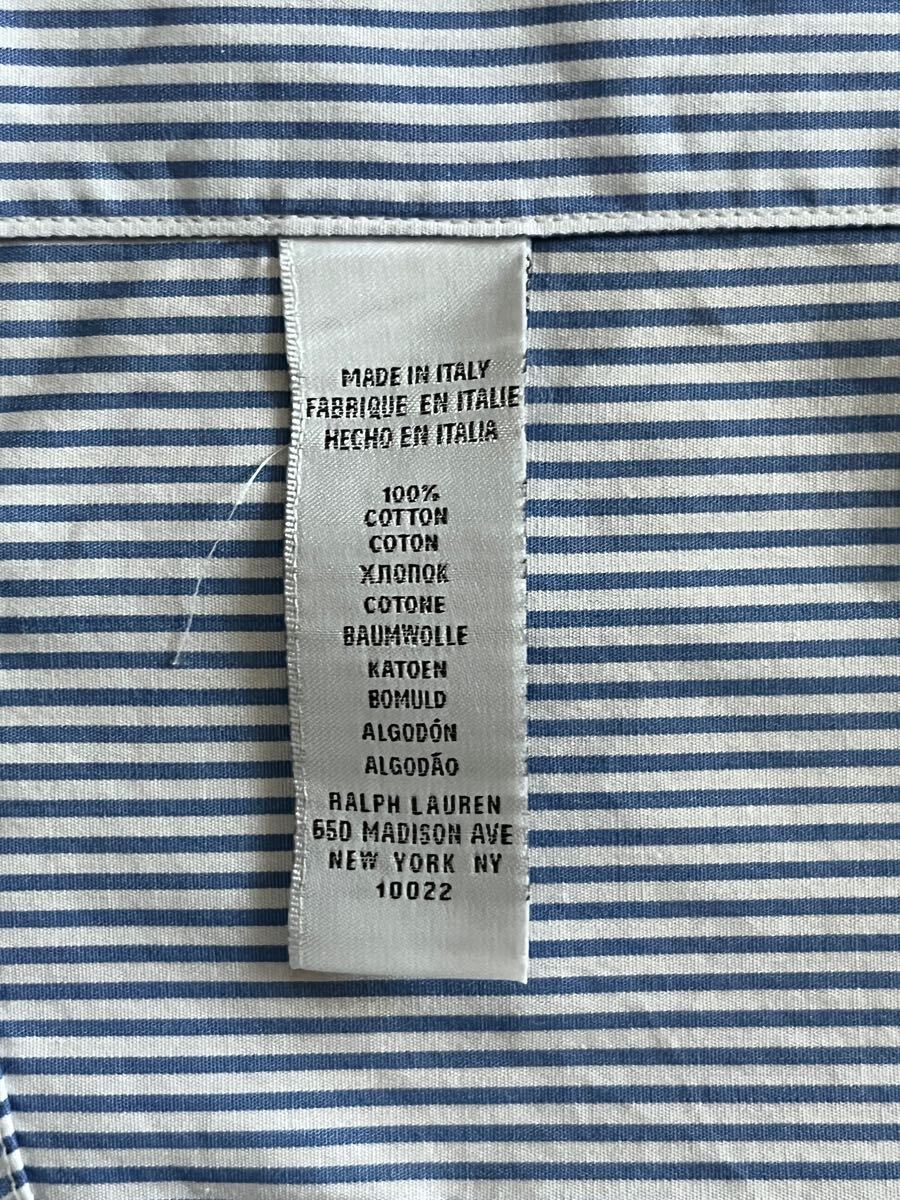 MADE IN ITALY
FABRIQUE EN ITALIE
HECHO EN ITALIA
100%
COTTON
COTON
ХЛОПОК
COTONE
BAUMWOLLE
KATOEN
BOMULD
ALGODÓN
ALGODÃO
RALPH LAUREN
650 MADISON AVE
NEW YORK NY
10022